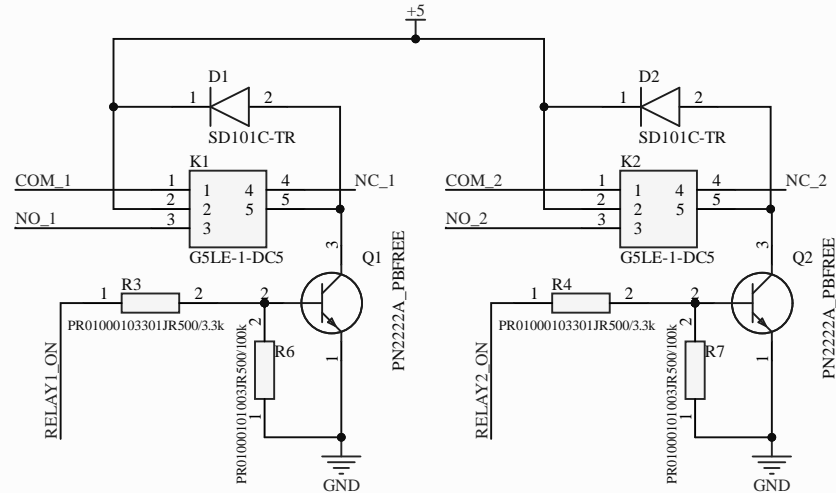 +5
D1
1
2
SD101C-TR
K1
COM_1
1
1
4
4
NC_1
2
2
5
5
NO_1
3
3
G5LE-1-DC5
3
Q1
PN2222A_PBFREE
R3
1
2
2
PR01000103301JR500/3.3k
2
R6
PR01000101003JR500/100k
1
1
RELAY1_ON
GND
D2
1
2
SD101C-TR
K2
COM_2
1
1
4
4
NC_2
2
2
5
5
NO_2
3
3
G5LE-1-DC5
3
Q2
PN2222A_PBFREE
R4
1
2
2
PR01000103301JR500/3.3k
2
R7
PR01000101003JR500/100k
1
1
RELAY2_ON
GND